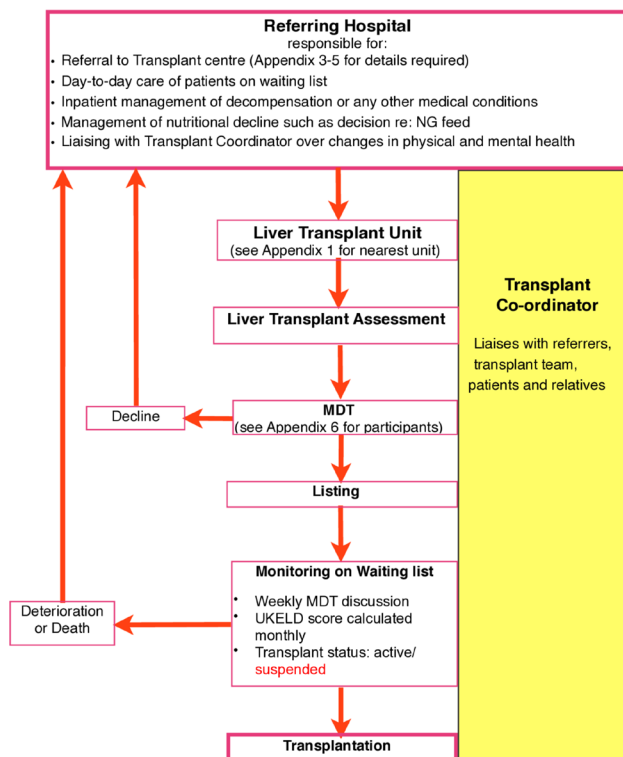 Referring Hospital
responsible for:
• Referral to Transplant centre (Appendix 3-5 for details required)
• Day-to-day care of patients on waiting list
• Inpatient management of decompensation or any other medical conditions
• Management of nutritional decline such as decision re: NG feed
• Liaising with Transplant Coordinator over changes in physical and mental health
Liver Transplant Unit
(see Appendix 1 for nearest unit)
Transplant
Co-ordinator
Liaises with referrers,
transplant team,
patients and relatives
Liver Transplant Assessment
MDT
(see Appendix 6 for participants)
Decline
Listing
Monitoring on Waiting list
• Weekly MDT discussion
• UKELD score calculated
monthly
• Transplant status: active/
suspended
Deterioration
or Death
Transplantation